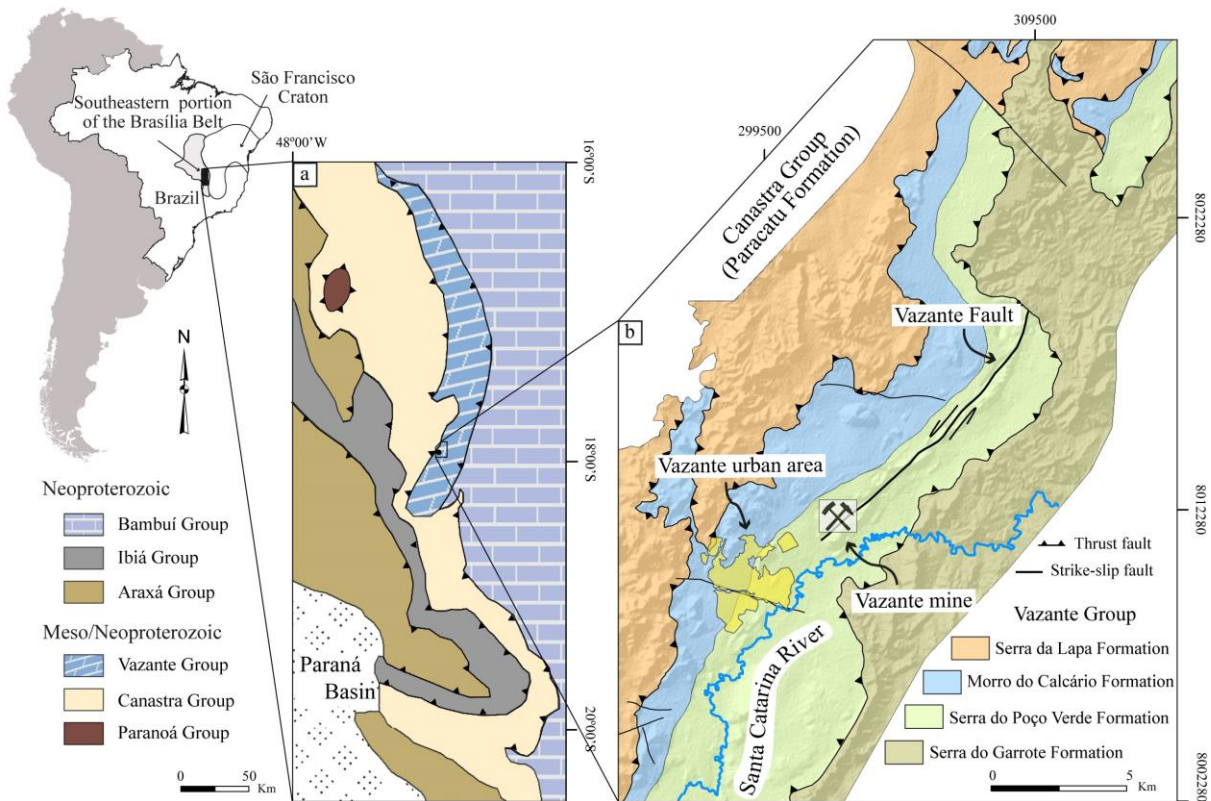 São Francisco
Craton
Southeastern portion
of the Brasília Belt
Brazil
N
48°00'W
16°00'S
18°00'S
20°00'S
a
Paraná
Basin
Neoproterozoic
Bambuí Group
Ibiá Group
Araxá Group
Meso/Neoproterozoic
Vazante Group
Canastra Group
Paranoá Group
0 50
Km
b
299500
309500
8022280
8012280
8002280
Canastra Group
(Paracatu Formation)
Vazante Fault
Vazante urban area
Vazante mine
Santa Catarina River
Thrust fault
Strike-slip fault
Vazante Group
Serra da Lapa Formation
Morro do Calcário Formation
Serra do Poço Verde Formation
Serra do Garrote Formation
0 5
Km